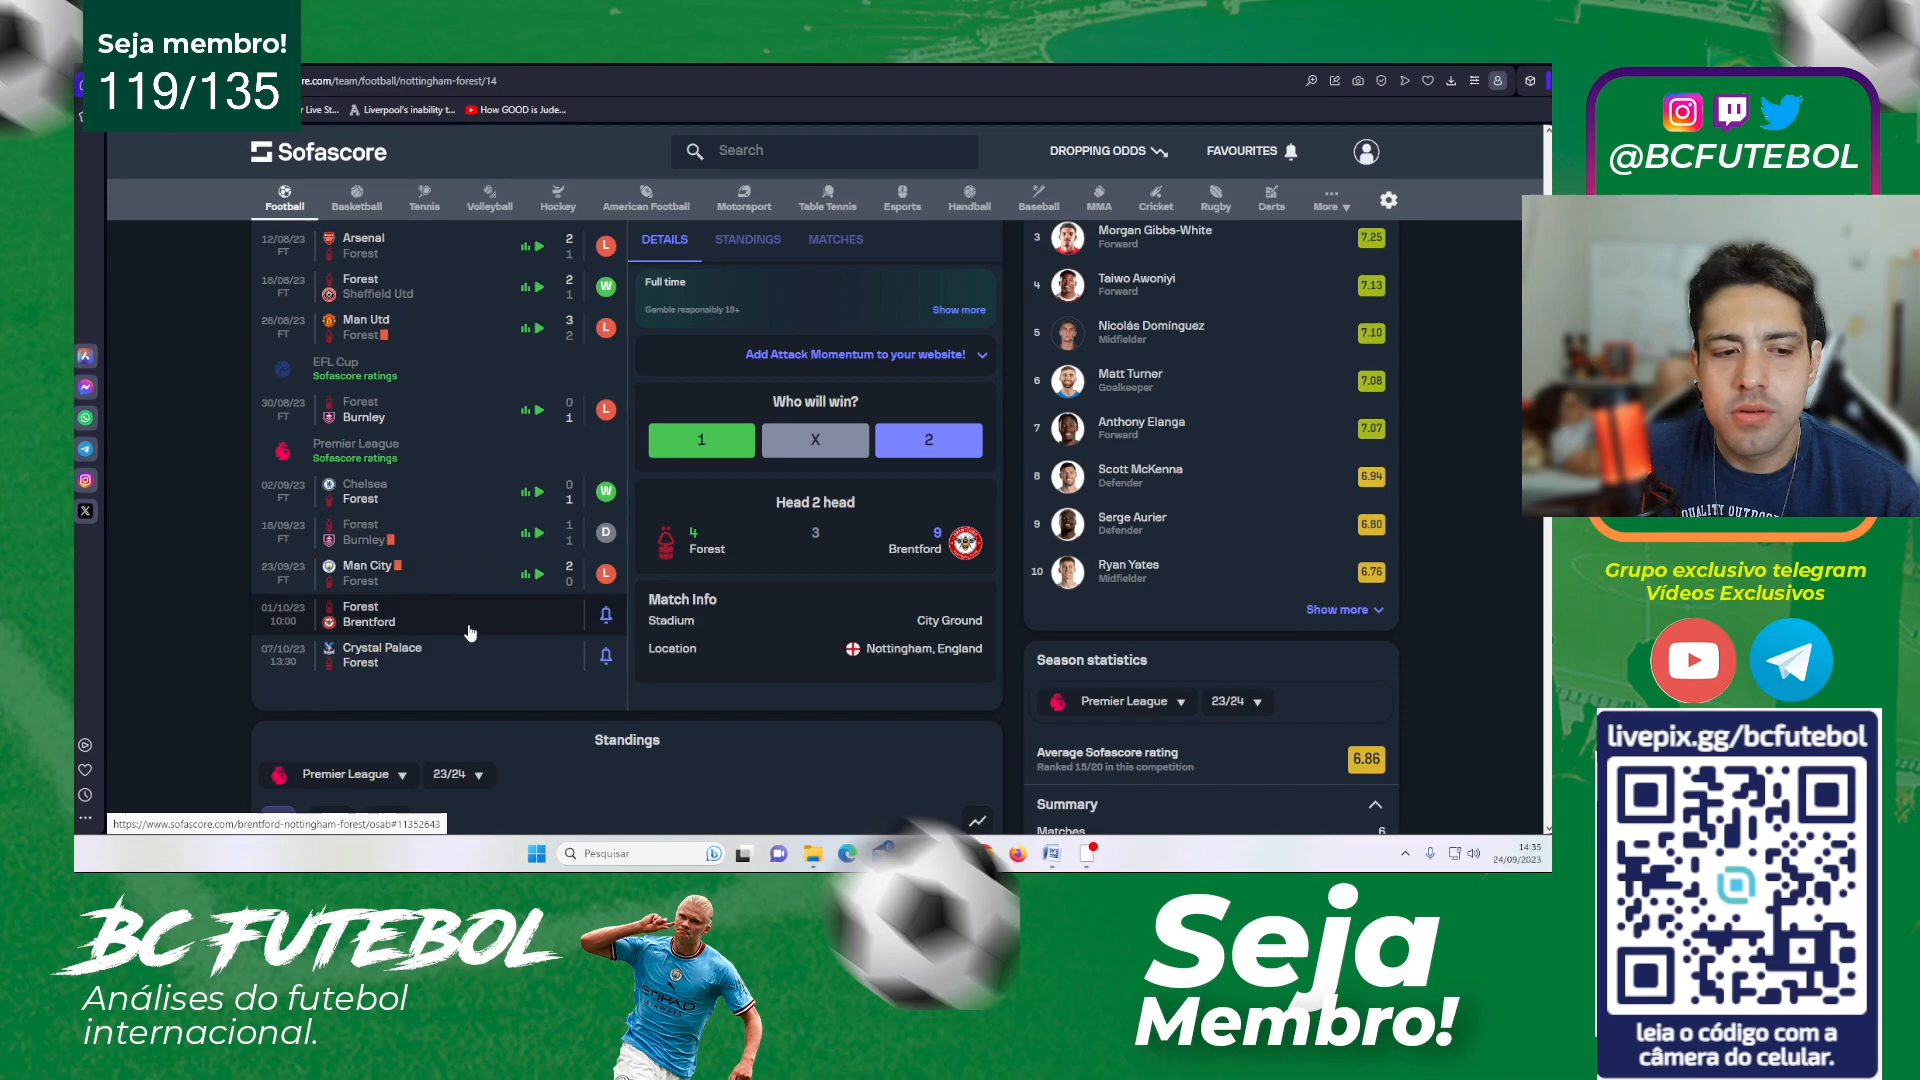 Seja membro!
119/135
re.com/team/football/nottingham-forest/14
r Live St...
Liverpool's inability t...
How GOOD is Jude...
Sofascore
Search
DROPPING ODDS
FAVOURITES
Football
Basketball
Tennis
Volleyball
Hockey
American Football
Motorsport
Table Tennis
Esports
Handball
Baseball
MMA
Cricket
Rugby
Darts
More
12/08/23
FT
Arsenal
Forest
2
1
L
18/08/23
FT
Forest
Sheffield Utd
2
1
W
26/08/23
FT
Man Utd
Forest
3
2
L
EFL Cup
Sofascore ratings
30/08/23
FT
Forest
Burnley
0
1
L
Premier League
Sofascore ratings
02/09/23
FT
Chelsea
Forest
0
1
W
18/09/23
FT
Forest
Burnley
1
1
D
23/09/23
FT
Man City
Forest
2
0
L
01/10/23
10:00
Forest
Brentford
07/10/23
13:30
Crystal Palace
Forest
DETAILS
STANDINGS
MATCHES
Full time
Gamble responsibly 18+
Show more
Add Attack Momentum to your website!
Who will win?
1
X
2
Head 2 head
4
Forest
3
9
Brentford
Match Info
Stadium
City Ground
Location
Nottingham, England
3
Morgan Gibbs-White
Forward
7.25
4
Taiwo Awoniyi
Forward
7.13
5
Nicolás Domínguez
Midfielder
7.10
6
Matt Turner
Goalkeeper
7.08
7
Anthony Elanga
Forward
7.07
8
Scott McKenna
Defender
6.94
9
Serge Aurier
Defender
6.80
10
Ryan Yates
Midfielder
6.76
Show more
Season statistics
Premier League
23/24
Average Sofascore rating
Ranked 15/20 in this competition
6.86
Summary
Matches
6
Standings
Premier League
23/24
https://www.sofascore.com/brentford-nottingham-forest/osab#11352643
Pesquisar
14:35
24/09/2023
@BCFUTEBOL
QUALITY OUTDOO
Grupo exclusivo telegram
Vídeos Exclusivos
livepix.gg/bcfutebol
leia o código com a
câmera do celular.
BC FUTEBOL
Análises do futebol
internacional.
ETIHAD
AIRWAYS
Seja
Membro!